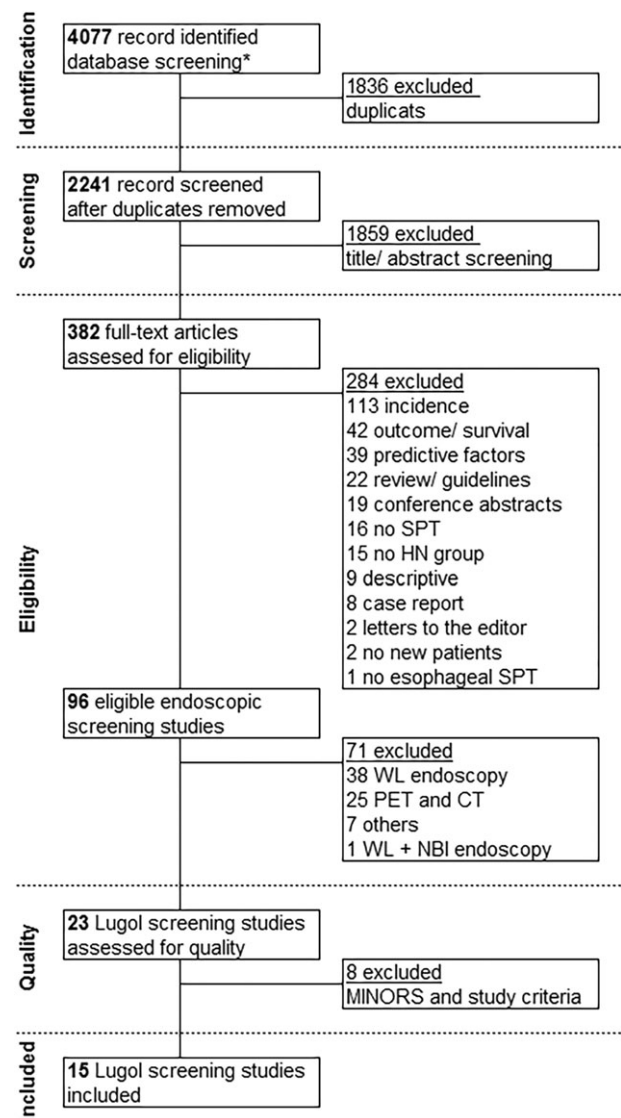 Identification
4077 record identified
database screening*
1836 excluded
duplicats
Screening
2241 record screened
after duplicates removed
1859 excluded
title/ abstract screening
Eligibility
382 full-text articles
assesed for eligibility
284 excluded
113 incidence
42 outcome/ survival
39 predictive factors
22 review/ guidelines
19 conference abstracts
16 no SPT
15 no HN group
9 descriptive
8 case report
2 letters to the editor
2 no new patients
1 no esophageal SPT
96 eligible endoscopic
screening studies
71 excluded
38 WL endoscopy
25 PET and CT
7 others
1 WL + NBI endoscopy
Quality
23 Lugol screening studies
assessed for quality
8 excluded
MINORS and study criteria
ncluded
15 Lugol screening studies
included